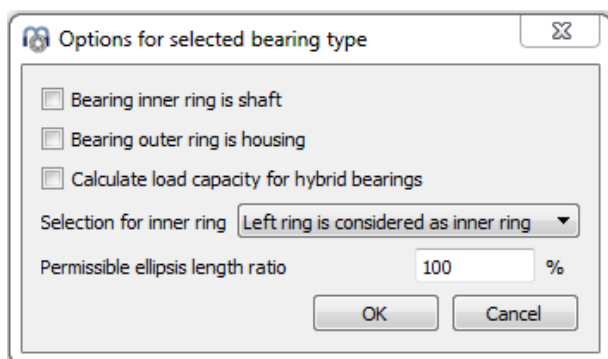 Options for selected bearing type
Bearing inner ring is shaft
Bearing outer ring is housing
Calculate load capacity for hybrid bearings
Selection for inner ring Left ring is considered as inner ring
Permissible ellipsis length ratio 100 %
OK Cancel